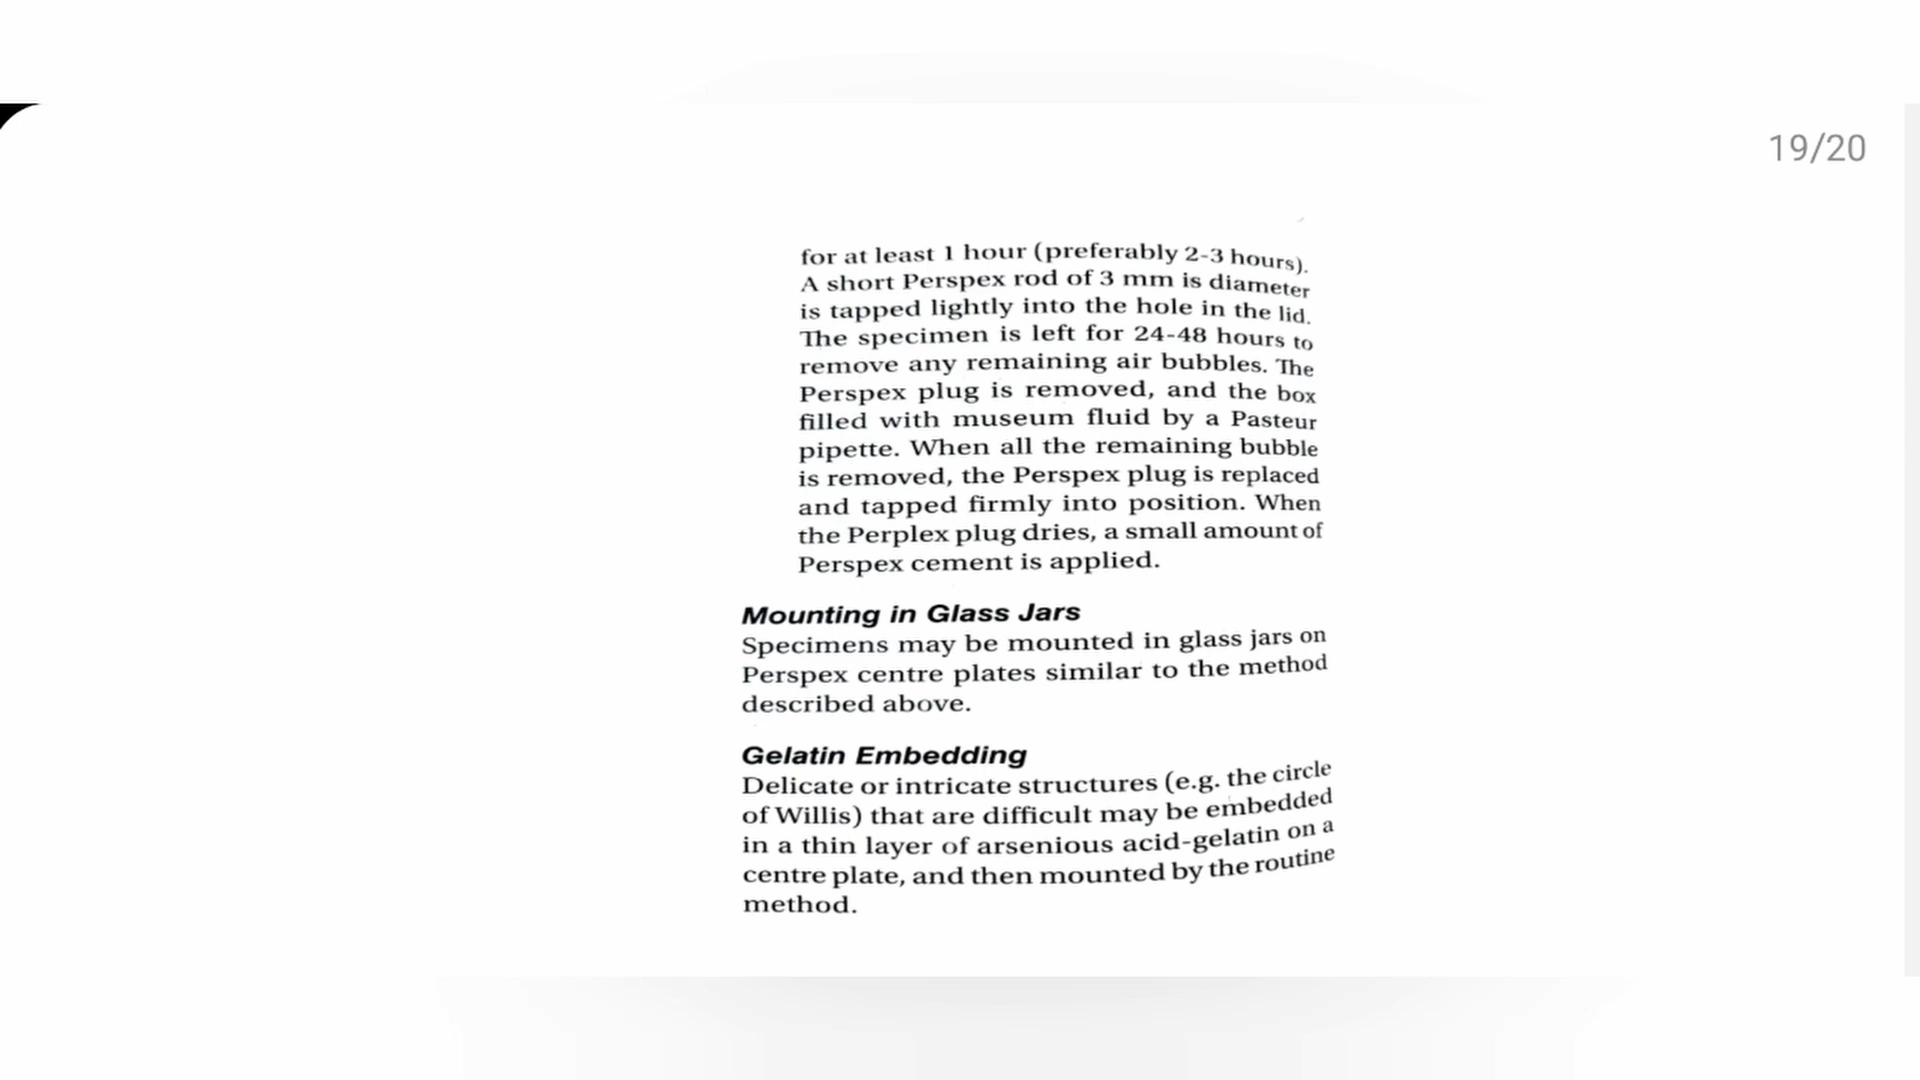 19/20
for at least 1 hour (preferably 2-3 hours).
A short Perspex rod of 3 mm is diameter
is tapped lightly into the hole in the lid.
The specimen is left for 24-48 hours to
remove any remaining air bubbles. The
Perspex plug is removed, and the box
filled with museum fluid by a Pasteur
pipette. When all the remaining bubble
is removed, the Perspex plug is replaced
and tapped firmly into position. When
the Perplex plug dries, a small amount of
Perspex cement is applied.
Mounting in Glass Jars
Specimens may be mounted in glass jars on
Perspex centre plates similar to the method
described above.
Gelatin Embedding
Delicate or intricate structures (e.g. the circle
of Willis) that are difficult may be embedded
in a thin layer of arsenious acid-gelatin on a
centre plate, and then mounted by the routine
method.